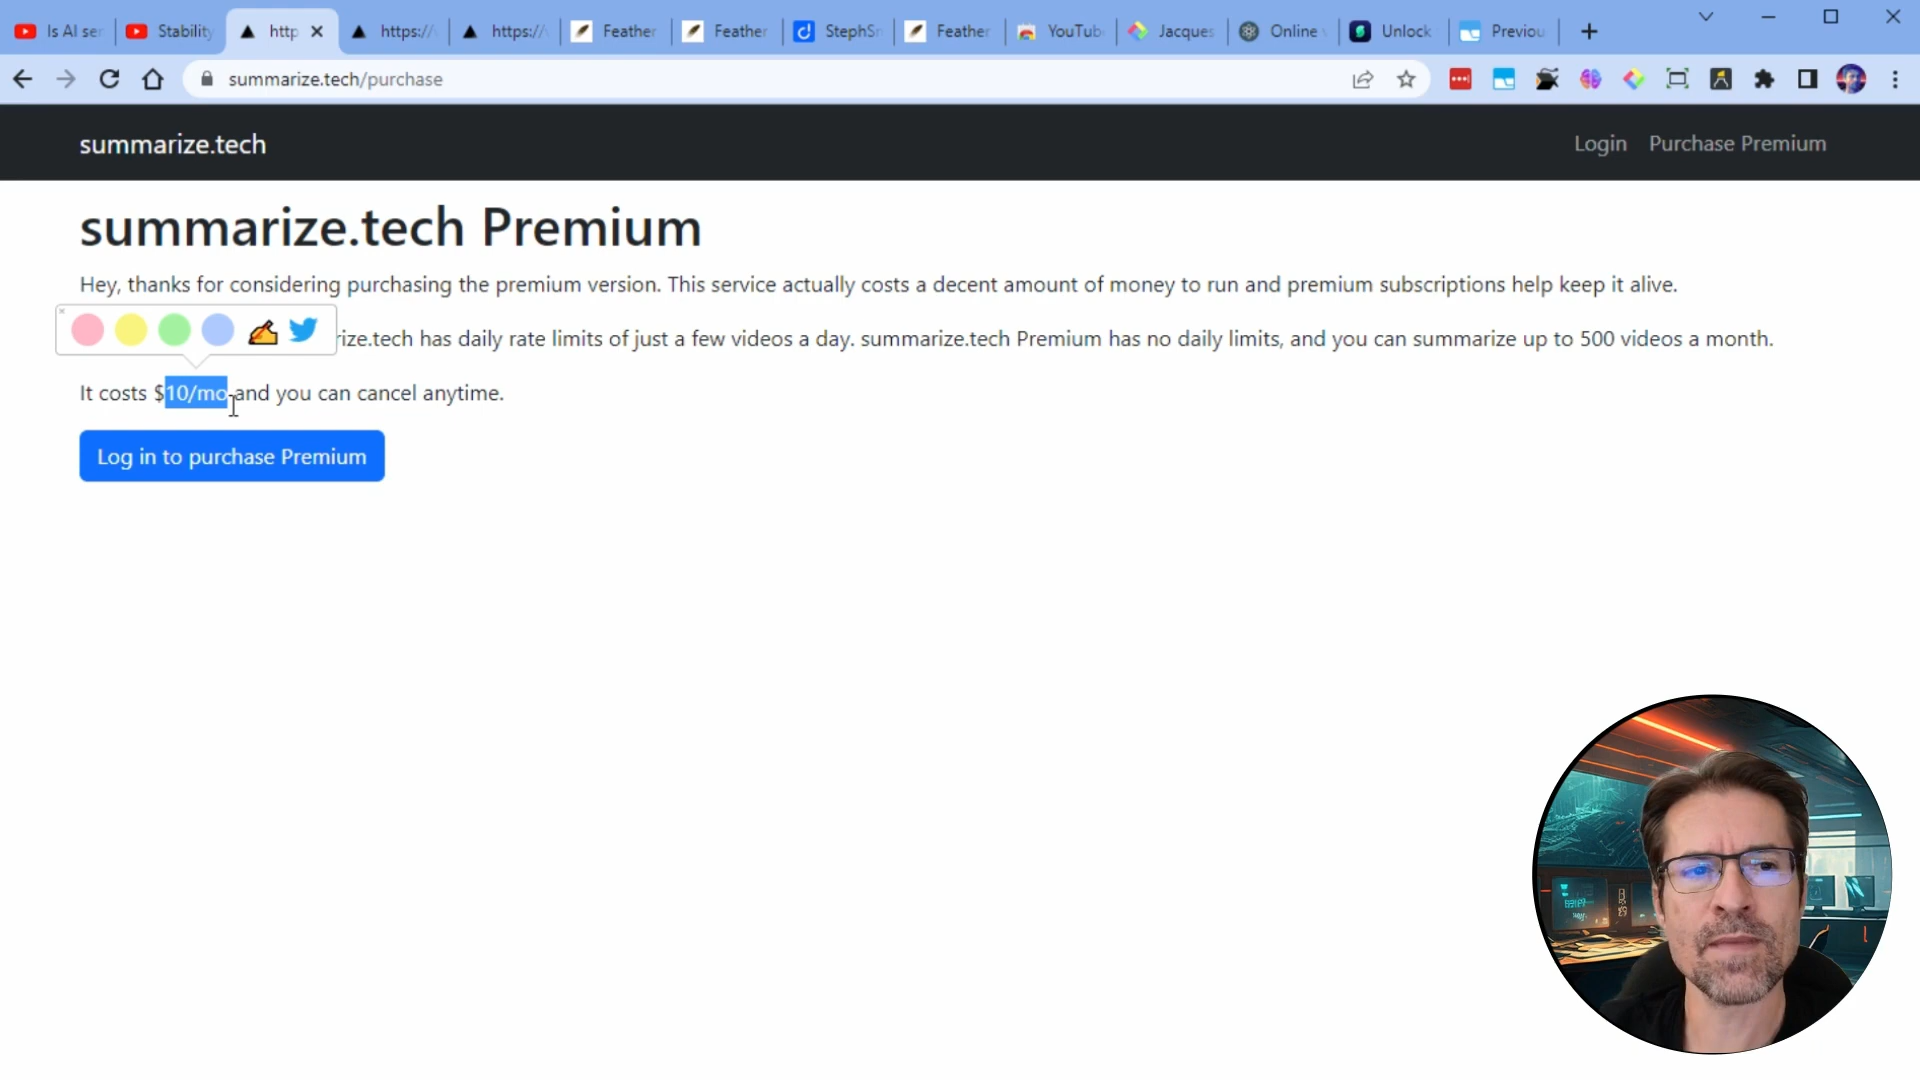 Is AI ser
Stability
http
https://
https://
Feather
Feather
StephSm
Feather
YouTub
Jacques
Online
Unlock
Previou
summarize.tech/purchase
summarize.tech
Login
Purchase Premium
summarize.tech Premium
Hey, thanks for considering purchasing the premium version. This service actually costs a decent amount of money to run and premium subscriptions help keep it alive.
rize.tech has daily rate limits of just a few videos a day. summarize.tech Premium has no daily limits, and you can summarize up to 500 videos a month.
It costs $10/mo and you can cancel anytime.
Log in to purchase Premium